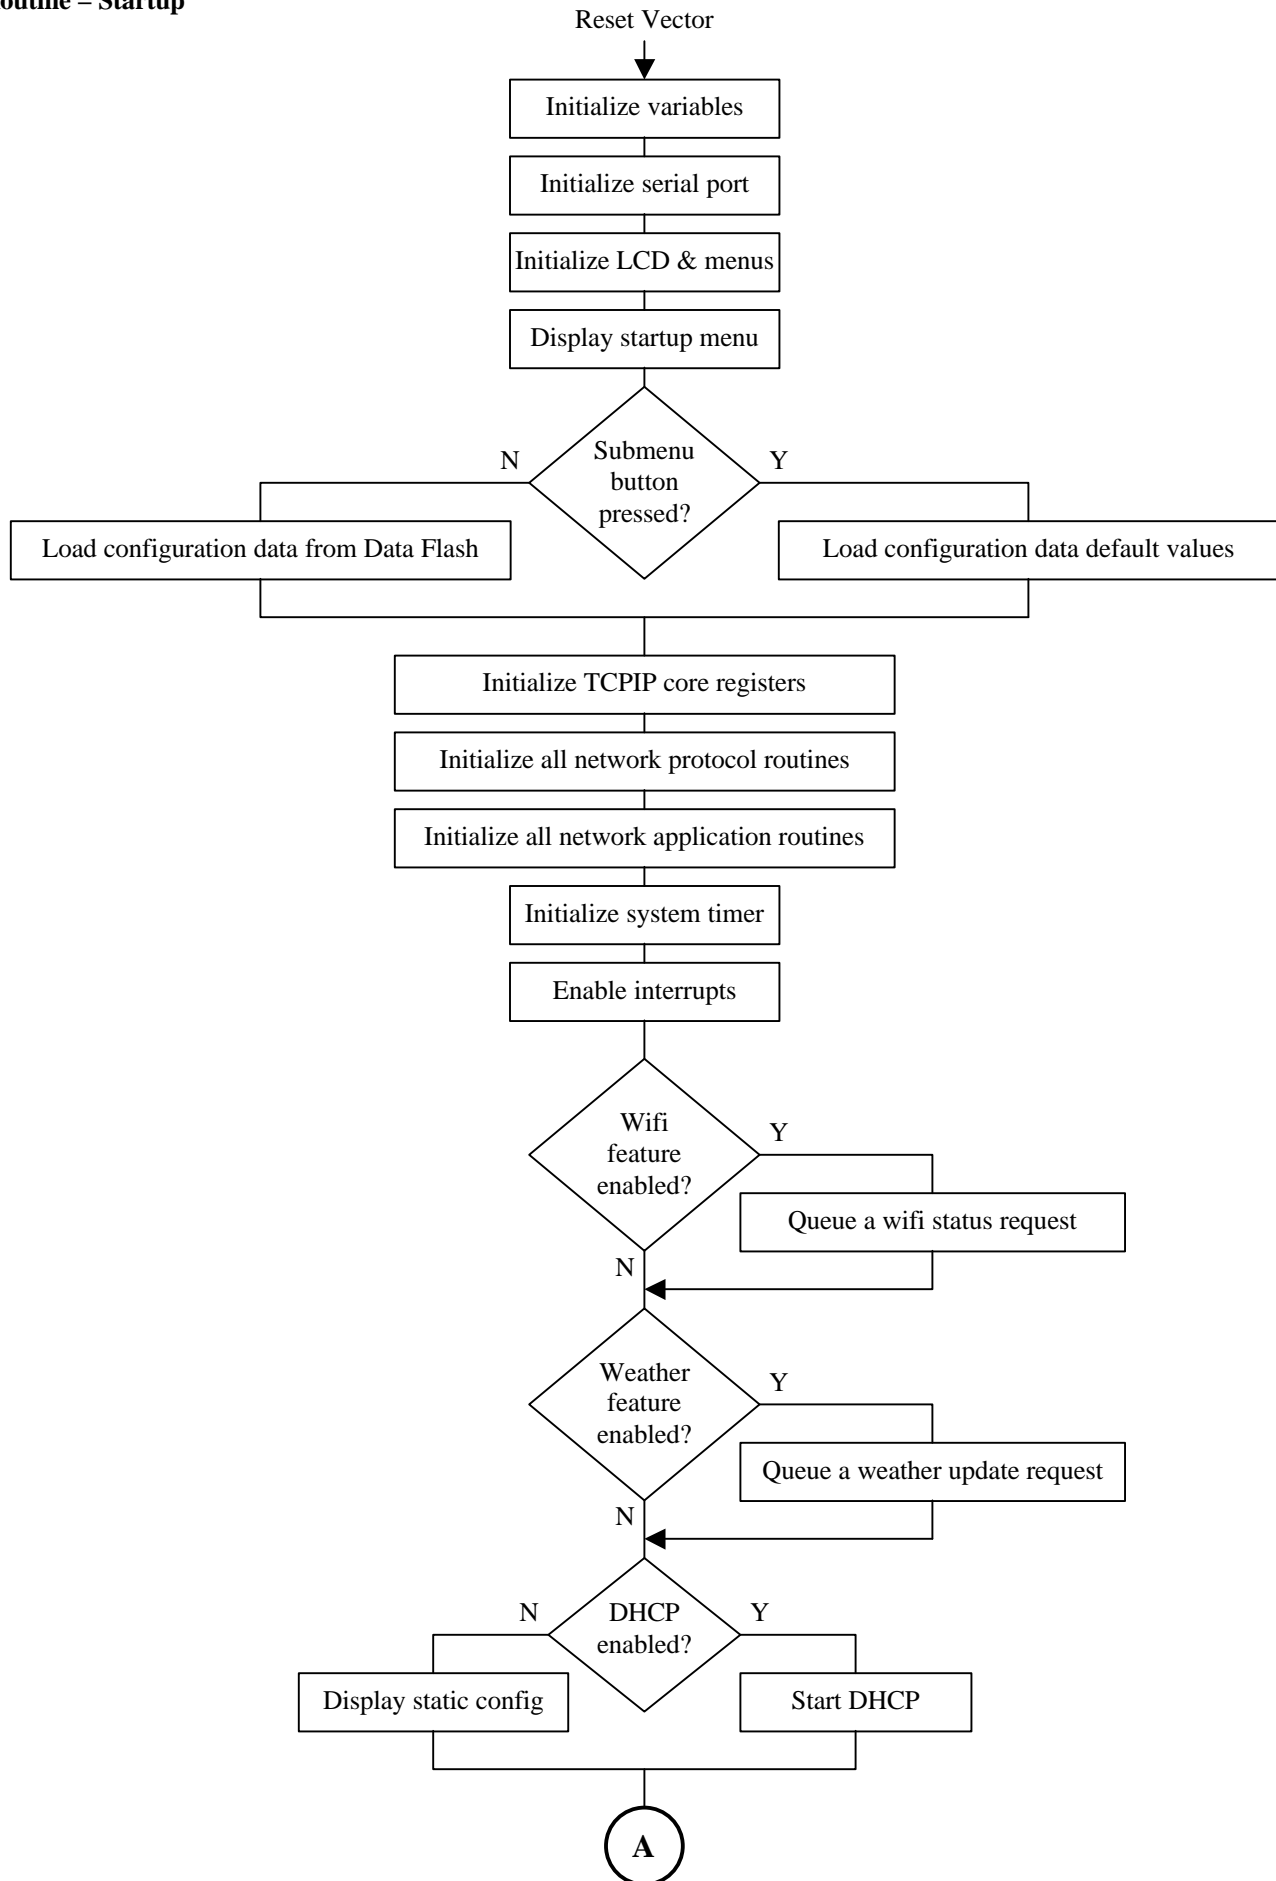 – Startup
Reset Vector
Initialize variables
Initialize serial port
Initialize LCD & menus
Display startup menu
N
Submenu
button
pressed?
Y
Load configuration data from Data Flash
Load configuration data default values
Initialize TCPIP core registers
Initialize all network protocol routines
Initialize all network application routines
Initialize system timer
Enable interrupts
Wifi
feature
enabled?
Y
Queue a wifi status request
N
Weather
feature
enabled?
Y
Queue a weather update request
N
N
DHCP
enabled?
Y
Display static config
Start DHCP
A